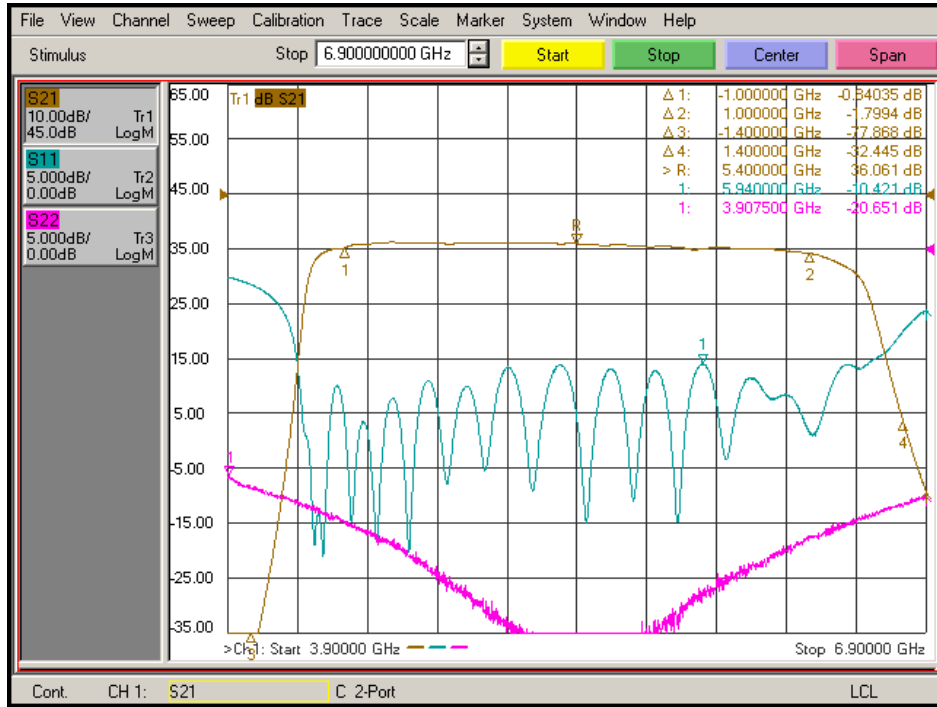 File View Channel Sweep Calibration Trace Scale Marker System Window Help
Stimulus Stop 6.900000000 GHz Start Stop Center Span
S21
10.00dB/ Tr1
45.0dB LogM
S11
5.000dB/ Tr2
0.00dB LogM
S22
5.000dB/ Tr3
0.00dB LogM
65.00
55.00
45.00
35.00
25.00
15.00
5.00
-5.00
-15.00
-25.00
-35.00
Tr1 dB S21
Δ 1: -1.000000 GHz -0.84035 dB
Δ 2: 1.000000 GHz -1.7994 dB
Δ 3: -1.400000 GHz -77.868 dB
Δ 4: 1.400000 GHz -32.445 dB
> R: 5.400000 GHz 36.061 dB
1: 5.940000 GHz -10.421 dB
1: 3.907500 GHz -20.651 dB
R
1
2
1
4
1
3
>Ch1: Start 3.90000 GHz Stop 6.90000 GHz
Cont. CH 1: S21 C 2-Port LCL